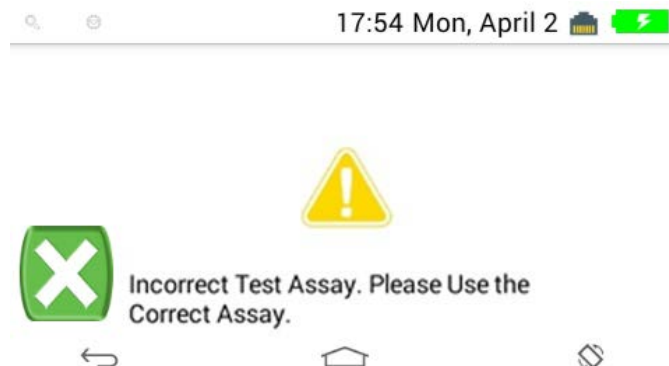 17:54 Mon, April 2
Incorrect Test Assay. Please Use the
Correct Assay.